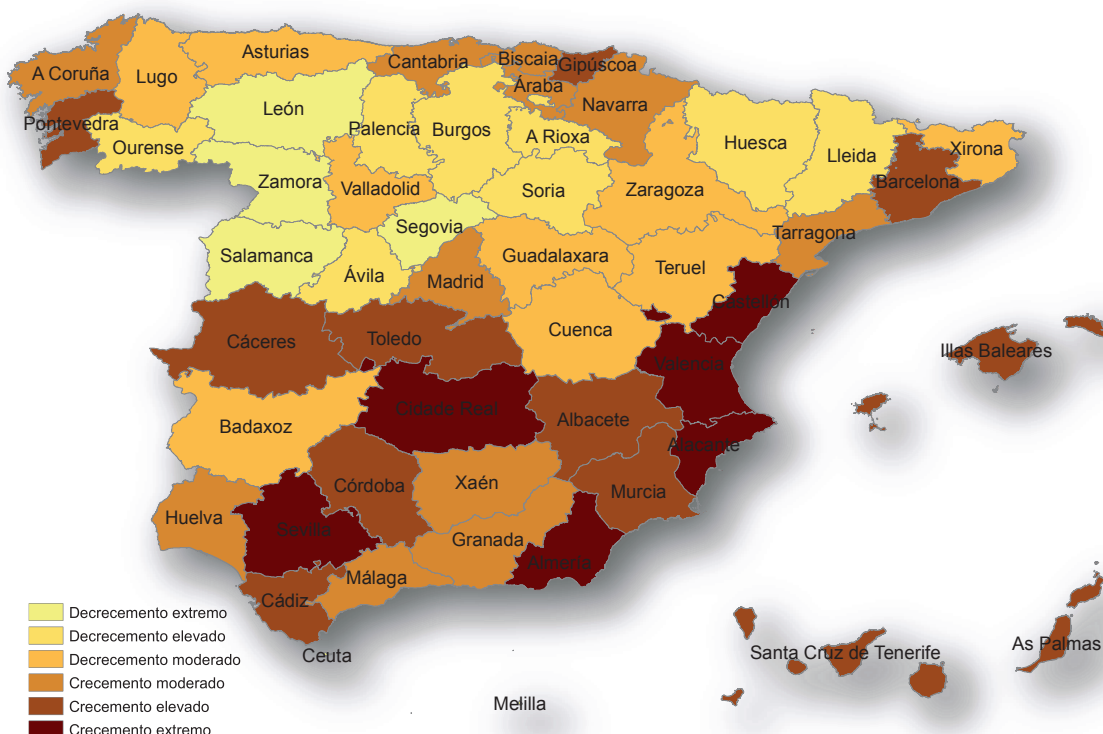 Asturias
Cantabria
Biscaia
Gipúscoa
A Coruña
Lugo
Áraba
Navarra
León
Pontevedra
Palencia
Burgos
A Rioxa
Huesca
Xirona
Ourense
Lleida
Zamora
Valladolid
Soria
Zaragoza
Barcelona
Segovia
Tarragona
Salamanca
Guadalaxara
Ávila
Madrid
Teruel
Castellón
Cáceres
Toledo
Cuenca
Illas Baleares
Valencia
Cidade Real
Albacete
Badaxoz
Alacante
Córdoba
Xaén
Murcia
Huelva
Sevilla
Granada
Almería
Málaga
Cádiz
Ceuta
Santa Cruz de Tenerife
As Palmas
Melilla
Decrecemento extremo
Decrecemento elevado
Decrecemento moderado
Crecemento moderado
Crecemento elevado
Crecemento extremo